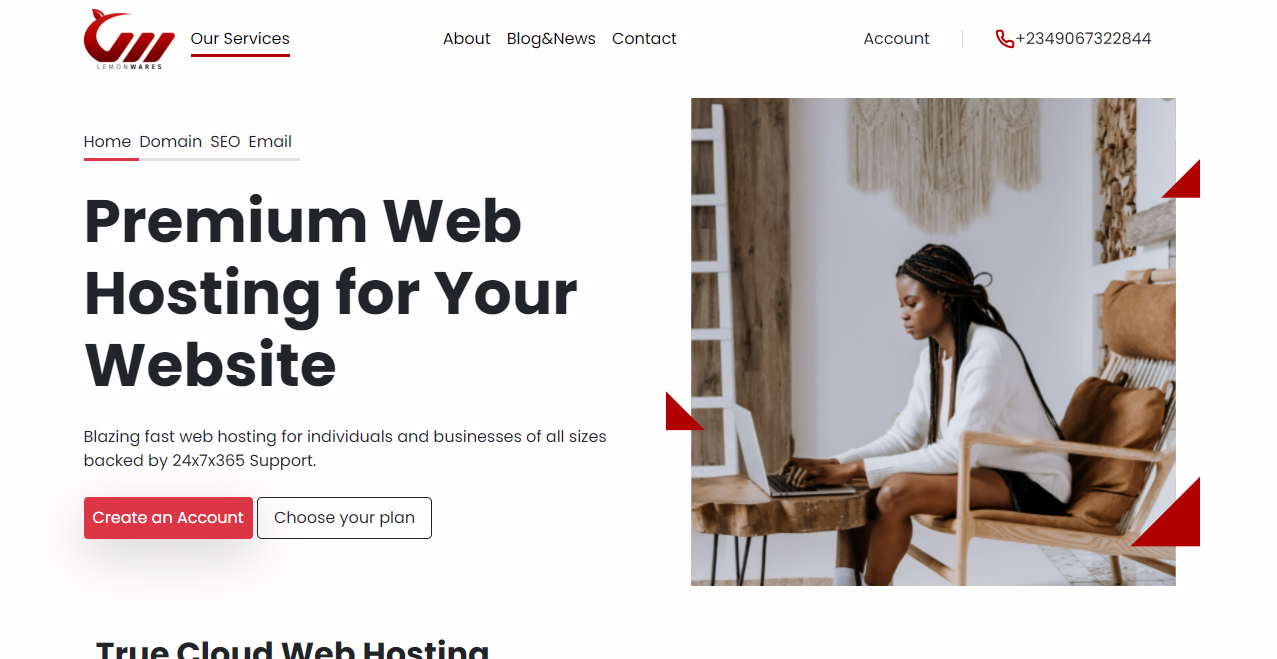 LEMONWARES
Our Services
About Blog&News Contact
Account
+2349067322844
Home Domain SEO Email
Premium Web
Hosting for Your
Website
Blazing fast web hosting for individuals and businesses of all sizes
backed by 24x7x365 Support.
Create an Account
Choose your plan
True Cloud Web Hosting